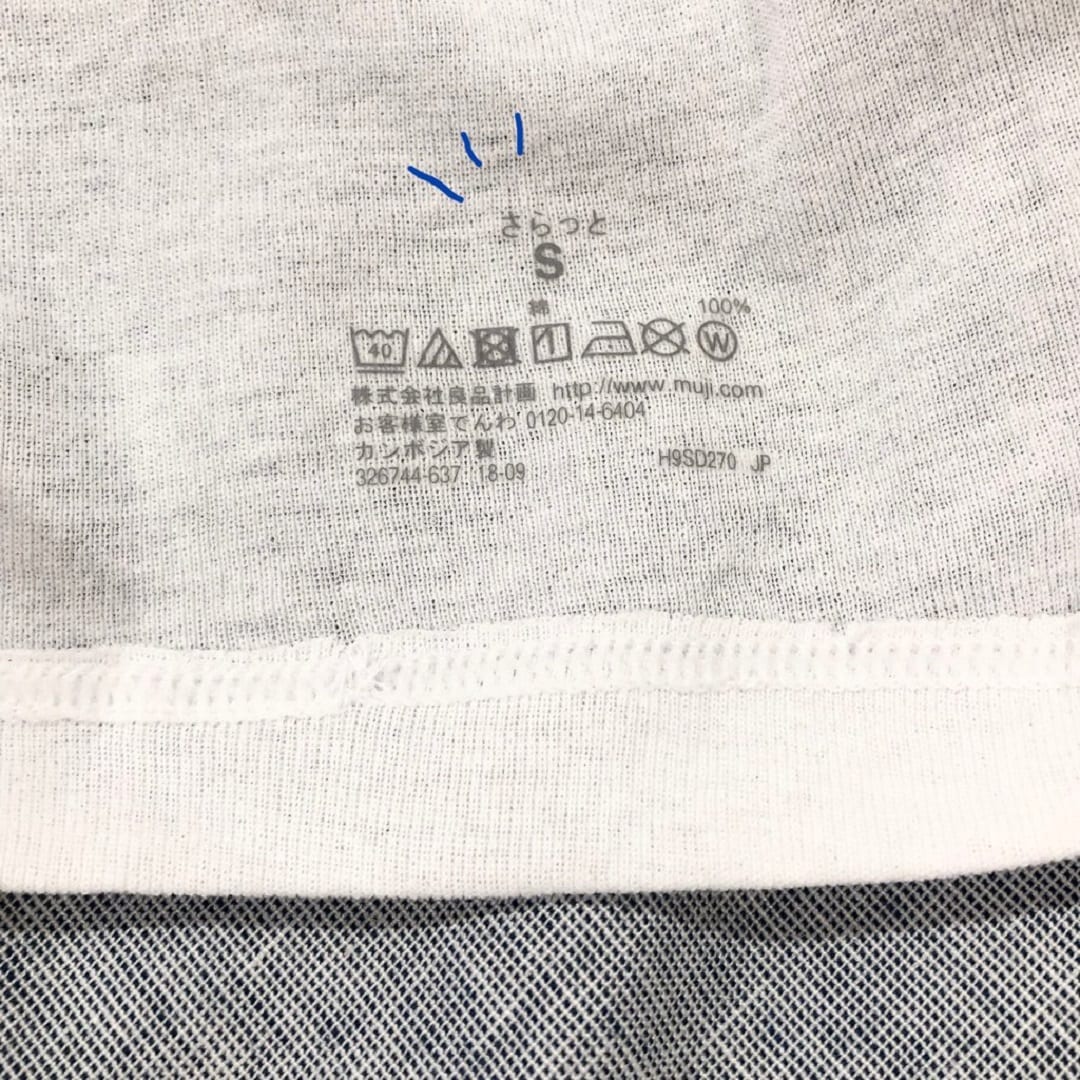 さらっと
S
綿 100%
40 W
株式会社良品計画 http://www.muji.com
お客様室でんわ 0120-14-6404
カンボジア製
326744-637 18-09 H9SD270 JP